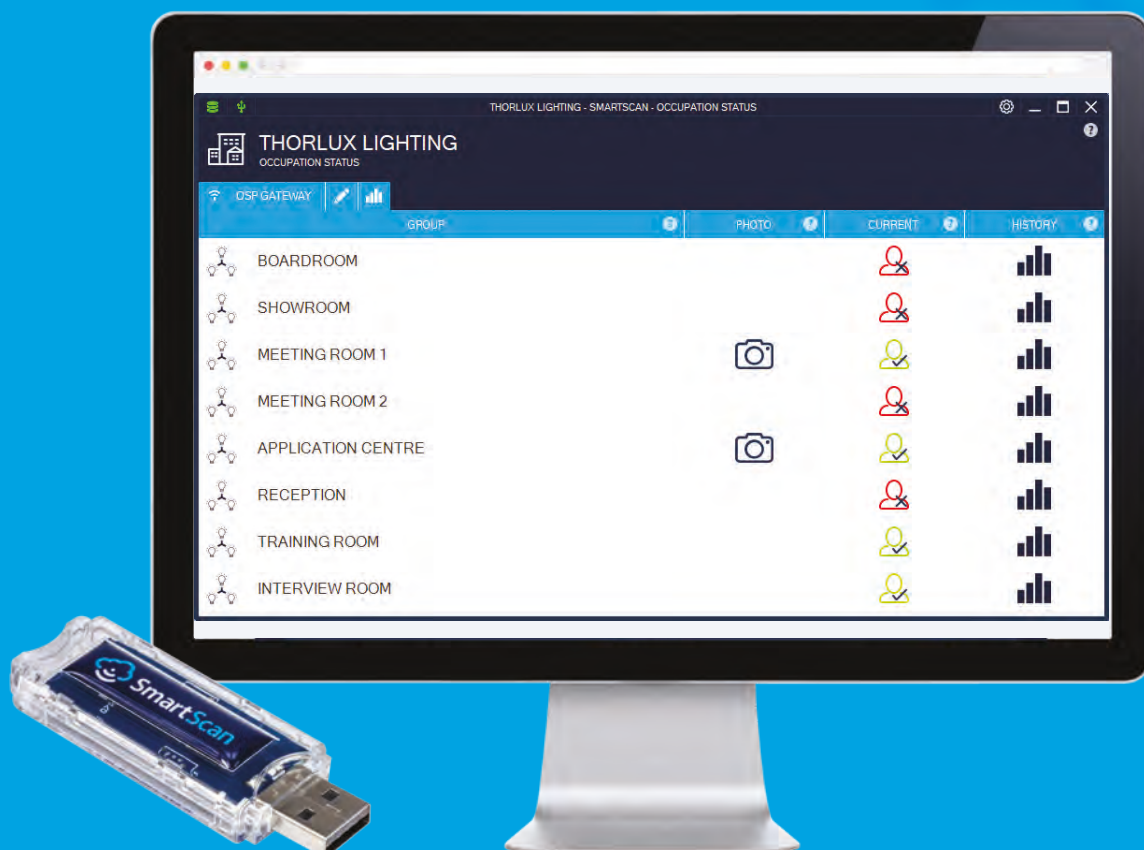 THORLUX LIGHTING - SMARTSCAN - OCCUPATION STATUS
THORLUX LIGHTING
OCCUPATION STATUS
OSP GATEWAY
GROUP PHOTO CURRENT HISTORY
BOARDROOM
SHOWROOM
MEETING ROOM 1
MEETING ROOM 2
APPLICATION CENTRE
RECEPTION
TRAINING ROOM
INTERVIEW ROOM
SmartScan